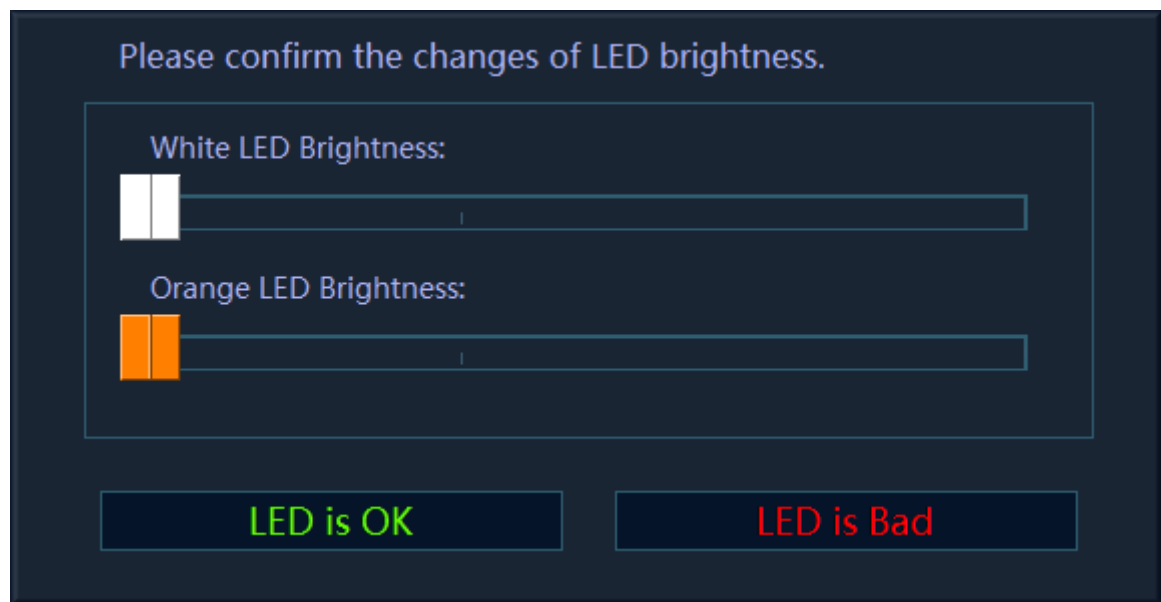 Please confirm the changes of LED brightness.
White LED Brightness:
Orange LED Brightness:
LED is OK
LED is Bad